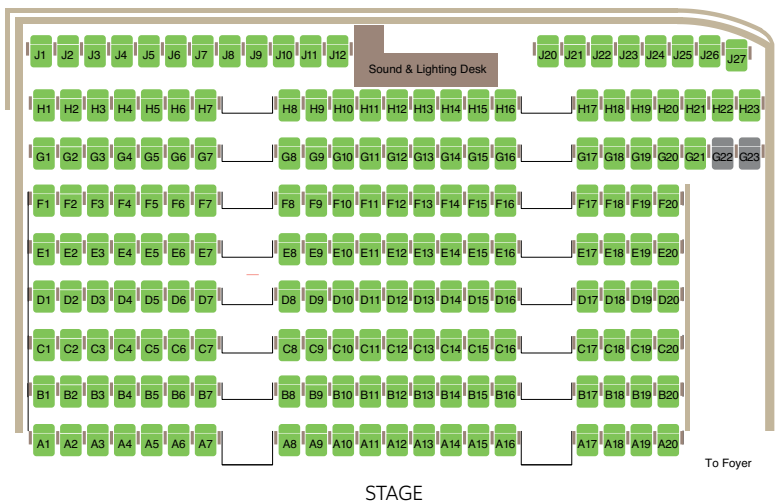 J1 J2 J3 J4 J5 J6 J7 J8 J9 J10 J11 J12 J20 J21 J22 J23 J24 J25 J26 J27
Sound & Lighting Desk
H1 H2 H3 H4 H5 H6 H7 H8 H9 H10 H11 H12 H13 H14 H15 H16 H17 H18 H19 H20 H21 H22 H23
G1 G2 G3 G4 G5 G6 G7 G8 G9 G10 G11 G12 G13 G14 G15 G16 G17 G18 G19 G20 G21 G22 G23
F1 F2 F3 F4 F5 F6 F7 F8 F9 F10 F11 F12 F13 F14 F15 F16 F17 F18 F19 F20
E1 E2 E3 E4 E5 E6 E7 E8 E9 E10 E11 E12 E13 E14 E15 E16 E17 E18 E19 E20
D1 D2 D3 D4 D5 D6 D7 D8 D9 D10 D11 D12 D13 D14 D15 D16 D17 D18 D19 D20
C1 C2 C3 C4 C5 C6 C7 C8 C9 C10 C11 C12 C13 C14 C15 C16 C17 C18 C19 C20
B1 B2 B3 B4 B5 B6 B7 B8 B9 B10 B11 B12 B13 B14 B15 B16 B17 B18 B19 B20
A1 A2 A3 A4 A5 A6 A7 A8 A9 A10 A11 A12 A13 A14 A15 A16 A17 A18 A19 A20
To Foyer
STAGE